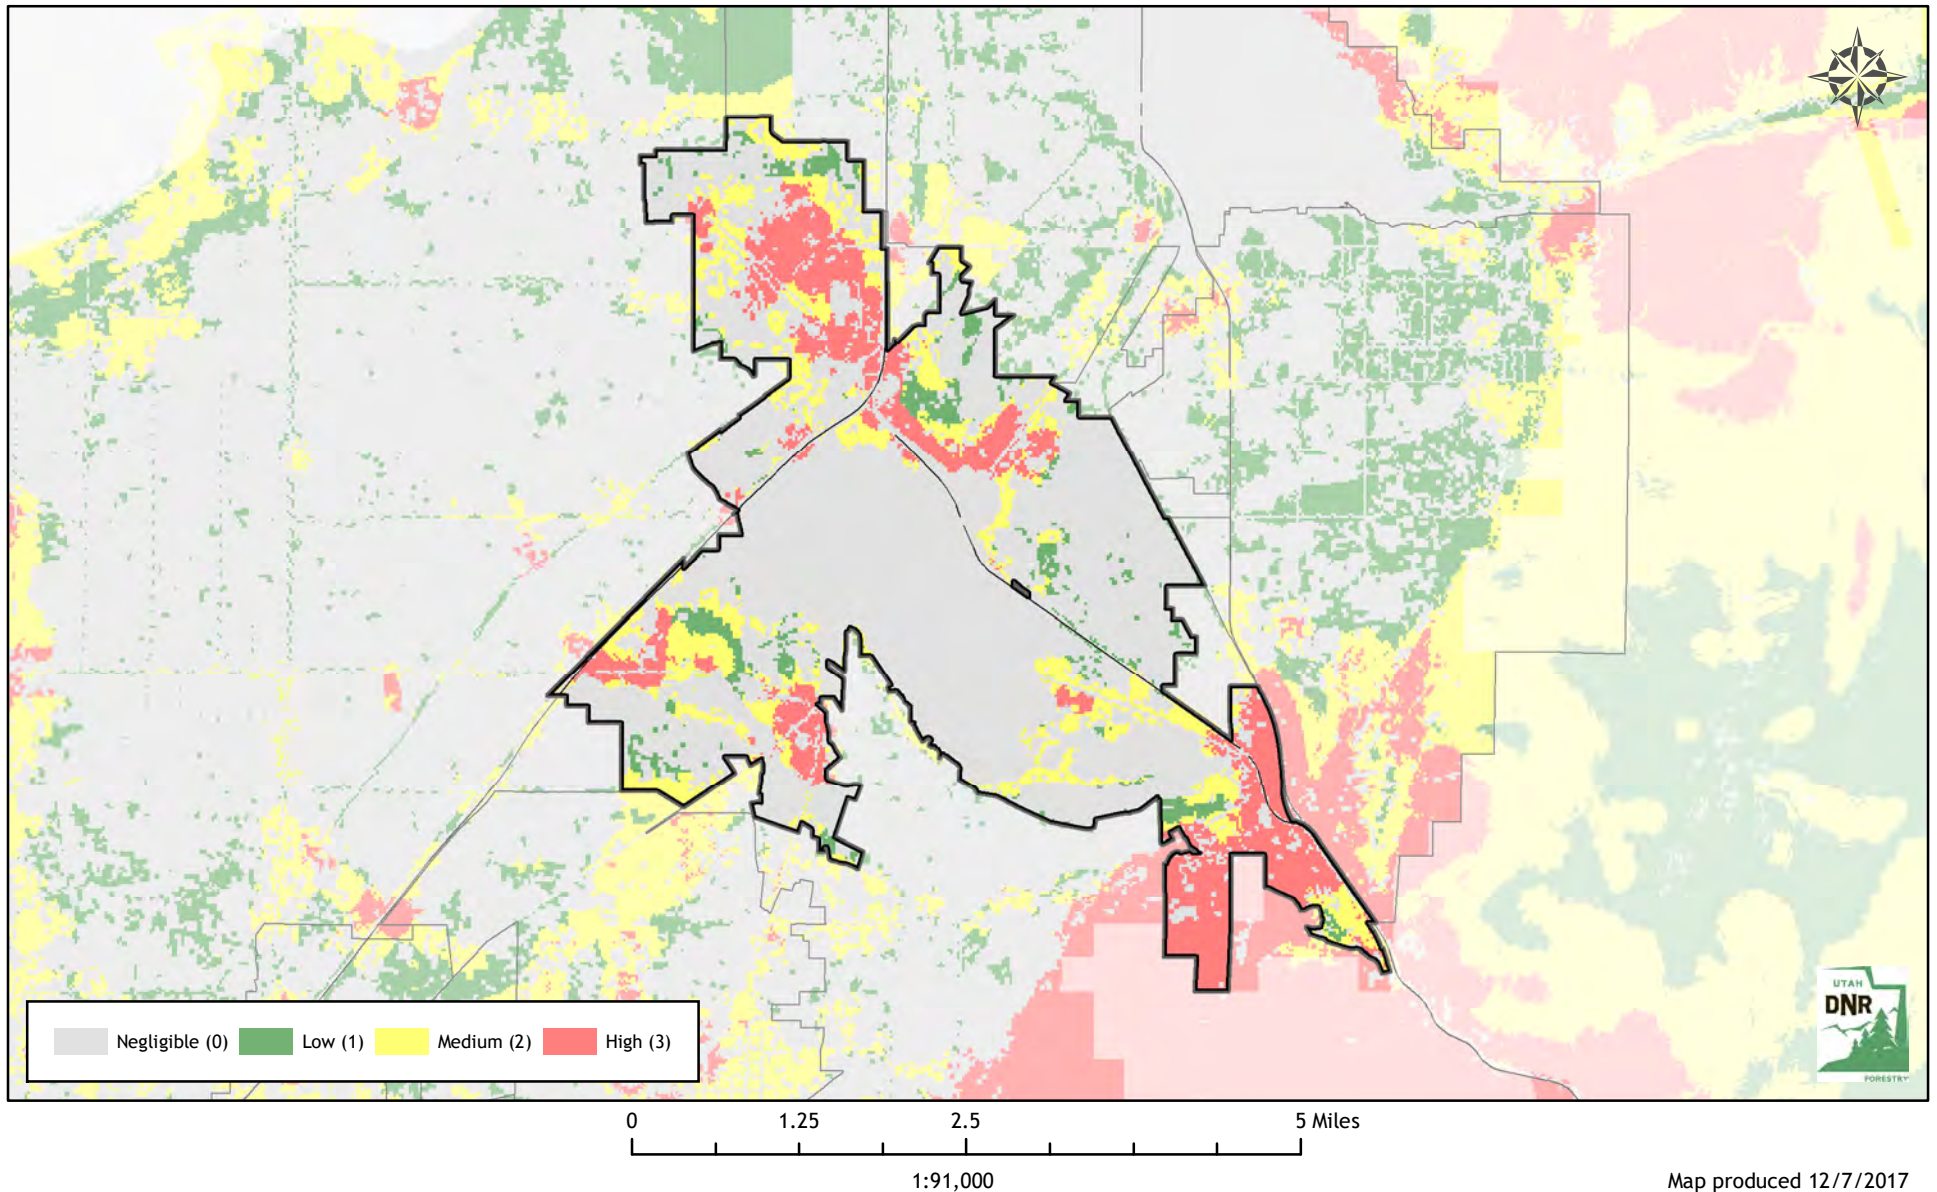 UTAH
DNR
FORESTRY
Negligible (0) Low (1) Medium (2) High (3)
0 1.25 2.5 5 Miles
1:91,000
Map produced 12/7/2017